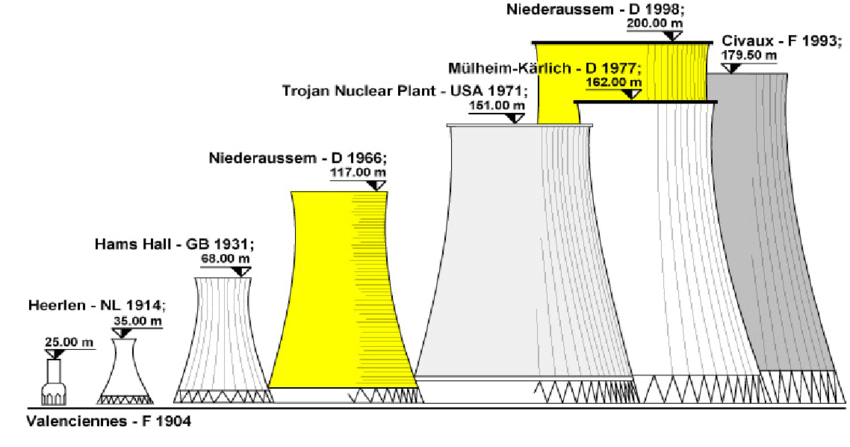 Niederaussem - D 1998;
200.00 m
Civaux - F 1993;
179.50 m
Mülheim-Kärlich - D 1977;
162.00 m
Trojan Nuclear Plant - USA 1971;
151.00 m
Niederaussem - D 1966;
117.00 m
Hams Hall - GB 1931;
68.00 m
Heerlen - NL 1914;
35.00 m
25.00 m
Valenciennes - F 1904